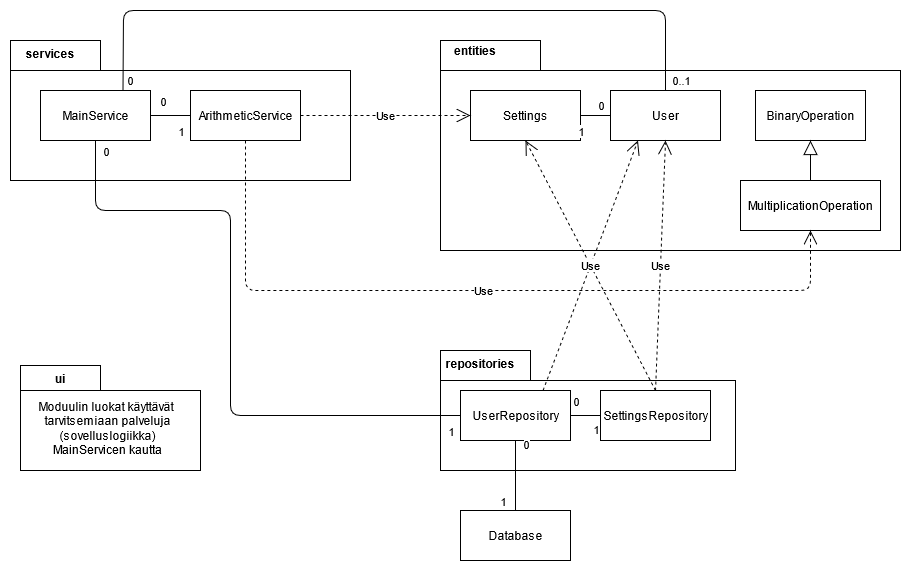 services
entities
0
0..1
MainService
0
1
ArithmeticService
Use
Settings
0
1
User
BinaryOperation
0
MultiplicationOperation
Use
Use
Use
repositories
ui
Moduulin luokat käyttävät
tarvitsemiaan palveluja
(sovelluslogiikka)
MainServicen kautta
UserRepository
0
1
SettingsRepository
1
0
1
Database